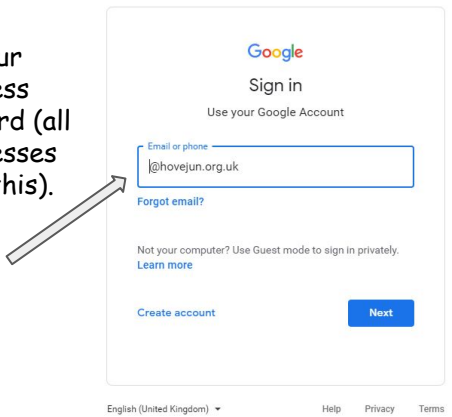 ur
ess
rd (all
esses
his).
Google
Sign in
Use your Google Account
Email or phone
@hovejun.org.uk
Forgot email?
Not your computer? Use Guest mode to sign in privately.
Learn more
Create account
Next
English (United Kingdom)
Help
Privacy
Terms